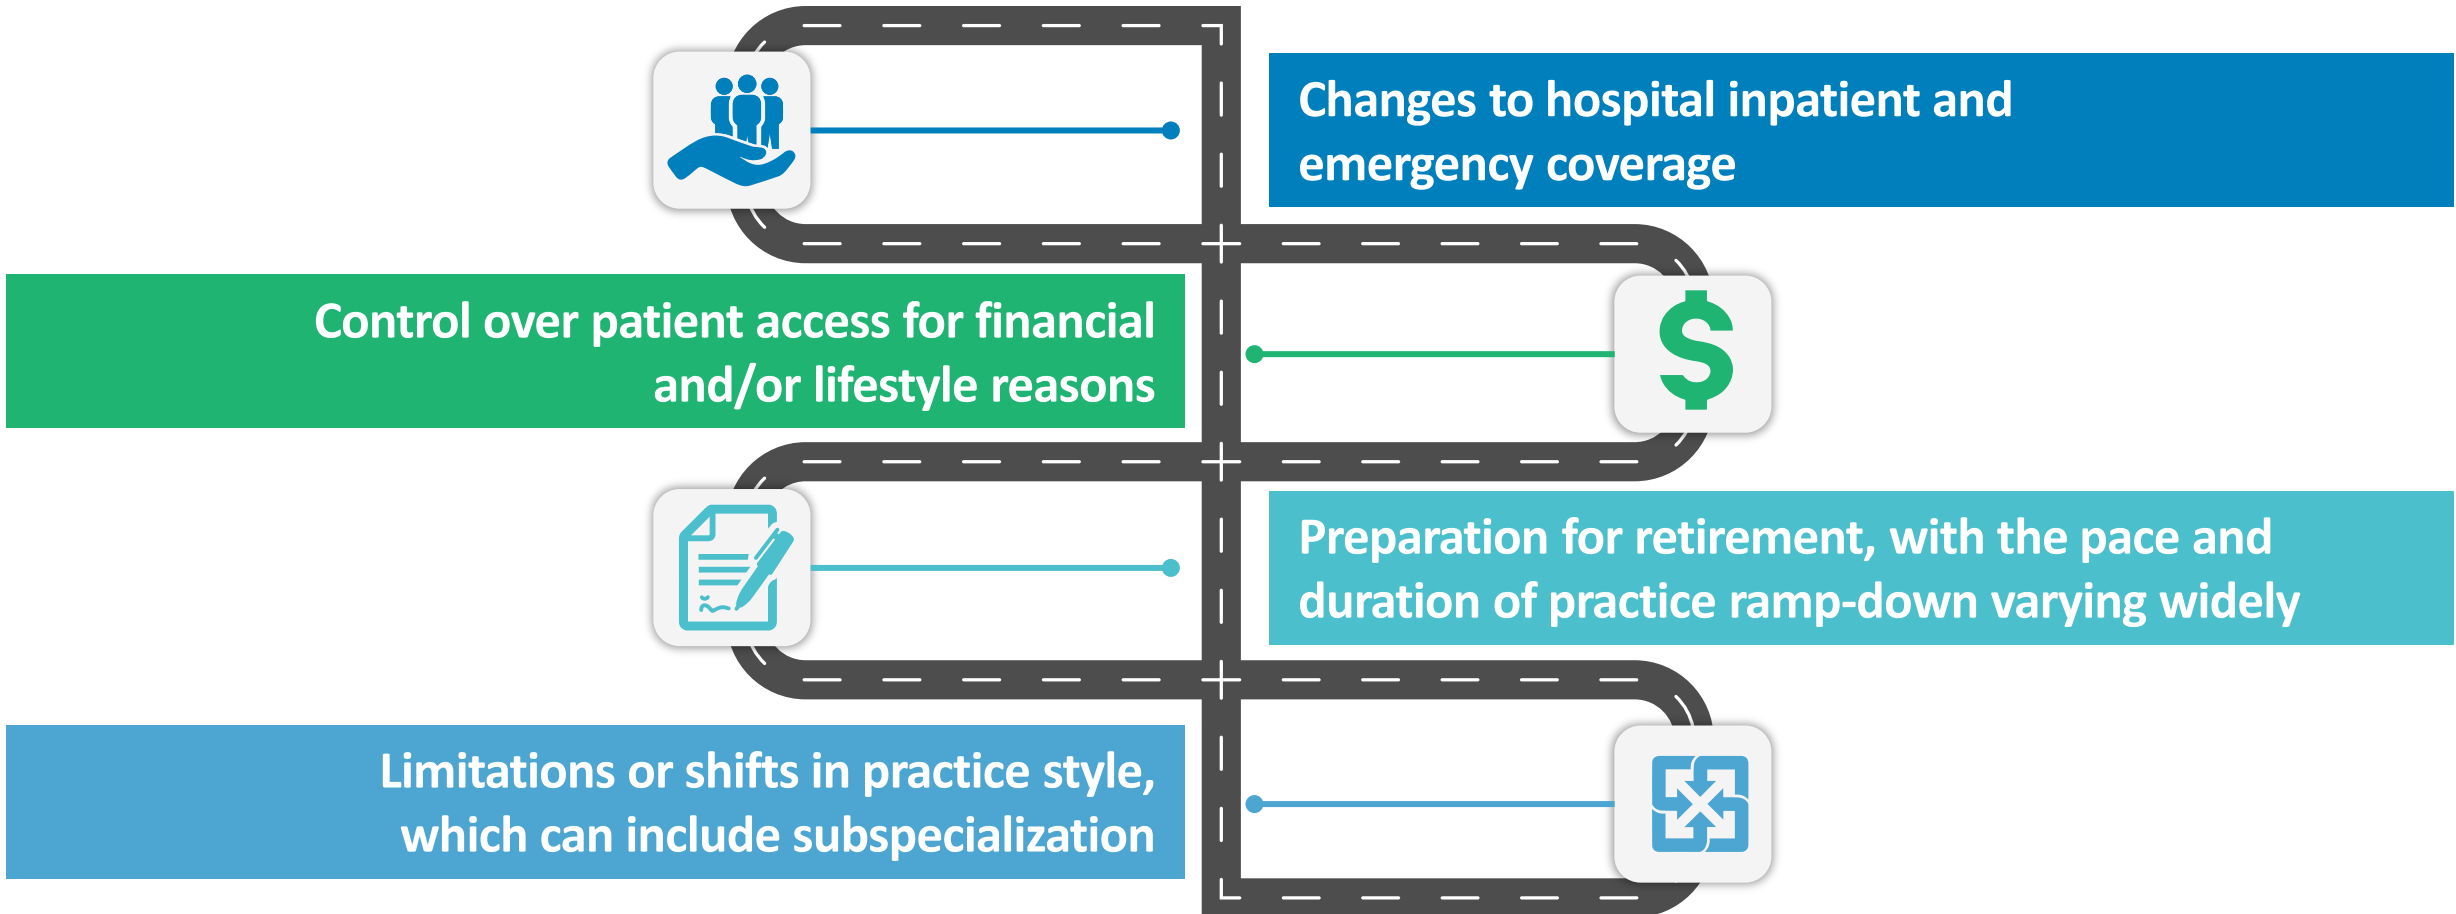 Changes to hospital inpatient and
emergency coverage
Control over patient access for financial
and/or lifestyle reasons
Preparation for retirement, with the pace and
duration of practice ramp-down varying widely
Limitations or shifts in practice style,
which can include subspecialization